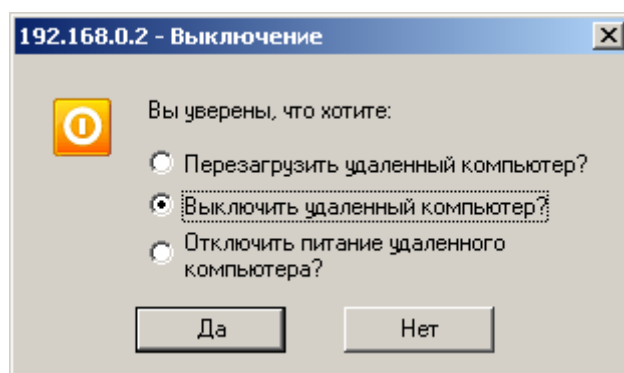 192.168.0.2 - Выключение
Вы уверены, что хотите:
Перезагрузить удаленный компьютер?
Выключить удаленный компьютер?
Отключить питание удаленного
компьютера?
Да
Нет